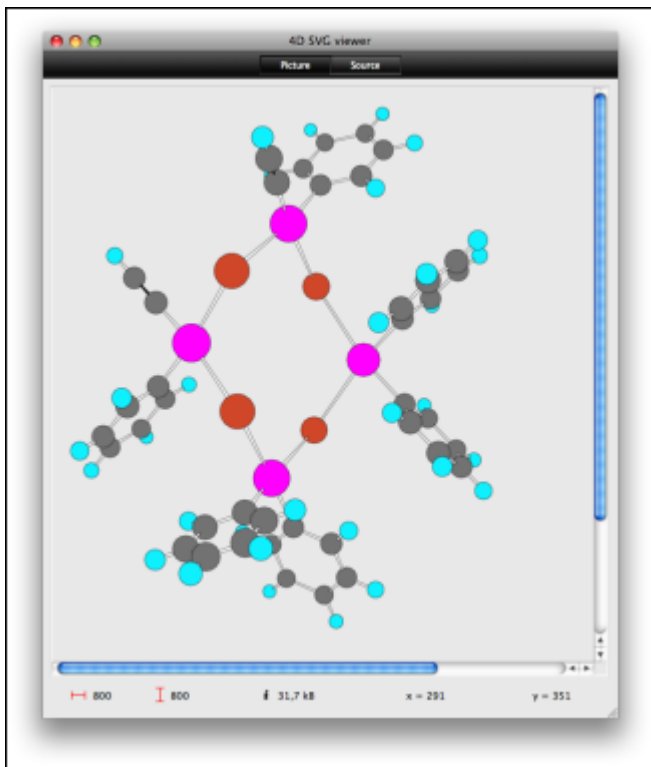 4D SVG viewer
Picture Source
800 800 31,7 kB x = 291 y = 351